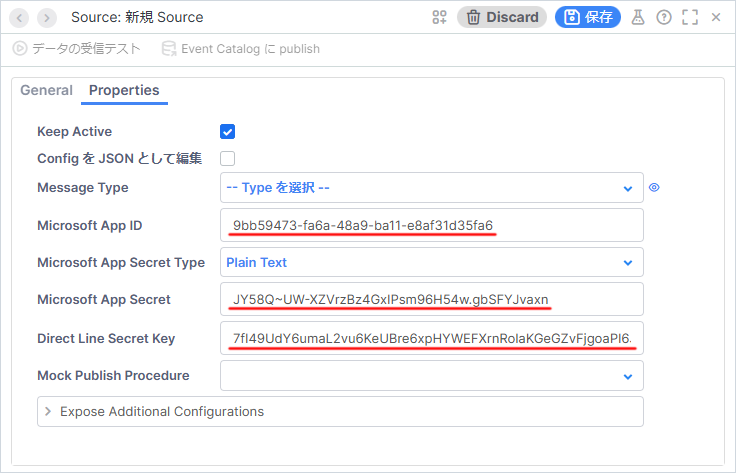 Source: 新規 Source
Discard
保存
データの受信テスト
Event Catalog に publish
General
Properties
Keep Active
Config を JSON として編集
Message Type
-- Type を選択 --
Microsoft App ID
9bb59473-fa6a-48a9-ba11-e8af31d35fa6
Microsoft App Secret Type
Plain Text
Microsoft App Secret
JY58Q~UW-XZVrzBz4GxIPsm96H54w.gbSFYJvaxn
Direct Line Secret Key
7fI49UdY6umaL2vu6KeUBre6xpHYWEFXrnRoIaKGeGZvFjgoaPI6.
Mock Publish Procedure
Expose Additional Configurations